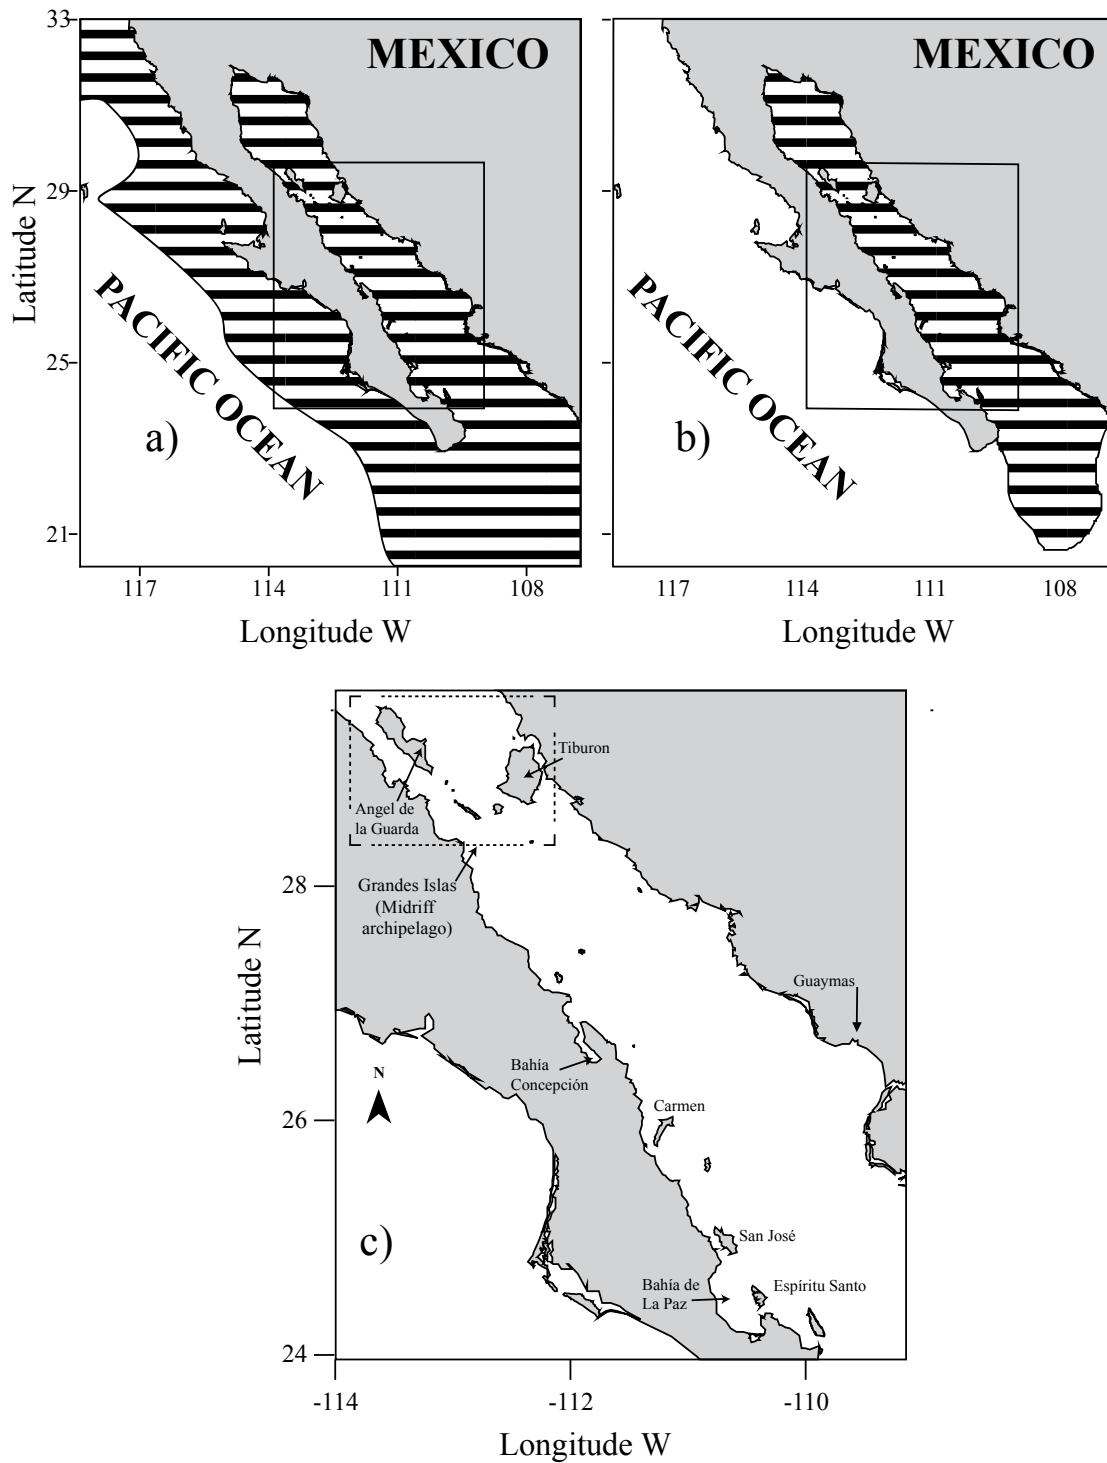 33
29
25
21
Latitude N
MEXICO
PACIFIC OCEAN
a)
117
114
111
108
Longitude W
MEXICO
PACIFIC OCEAN
b)
117
114
111
108
Longitude W
Tiburon
Angel de
la Guarda
Grandes Islas
(Midriff
archipelago)
Guaymas
Bahía
Concepción
Carmen
San José
Bahía de
La Paz
Espíritu Santo
N
c)
28
26
24
Latitude N
-114
-112
-110
Longitude W